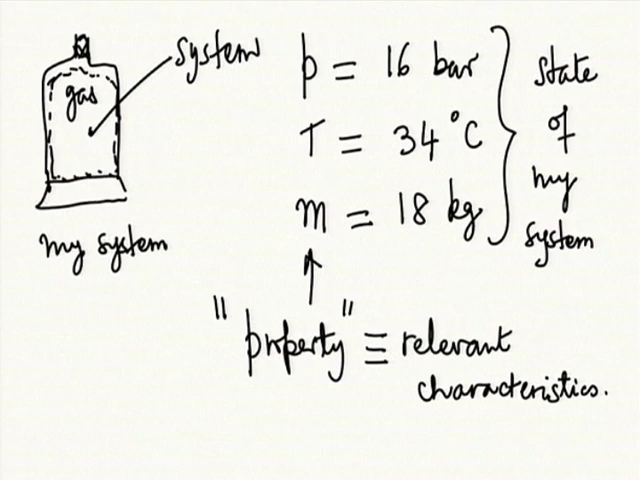 system
gas
my system
p = 16 bar
T = 34 °C
m = 18 kg
state
of
my
system
"property" ≡ relevant
characteristics.